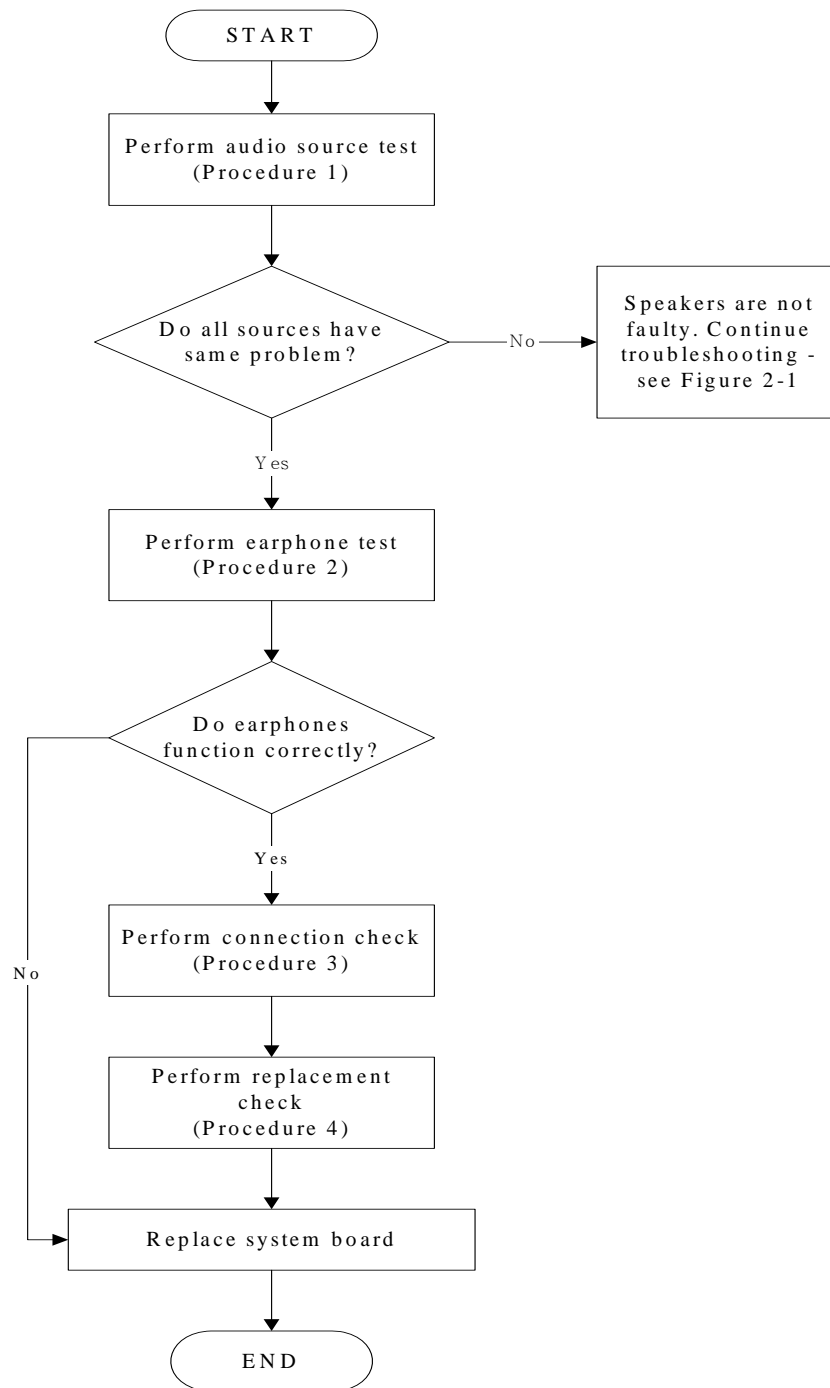 START
Perform audio source test
(Procedure 1)
Do all sources have
same problem?
No
Speakers are not
faulty. Continue
troubleshooting -
see Figure 2-1
Yes
Perform earphone test
(Procedure 2)
Do earphones
function correctly?
Yes
Perform connection check
(Procedure 3)
No
Perform replacement
check
(Procedure 4)
Replace system board
END